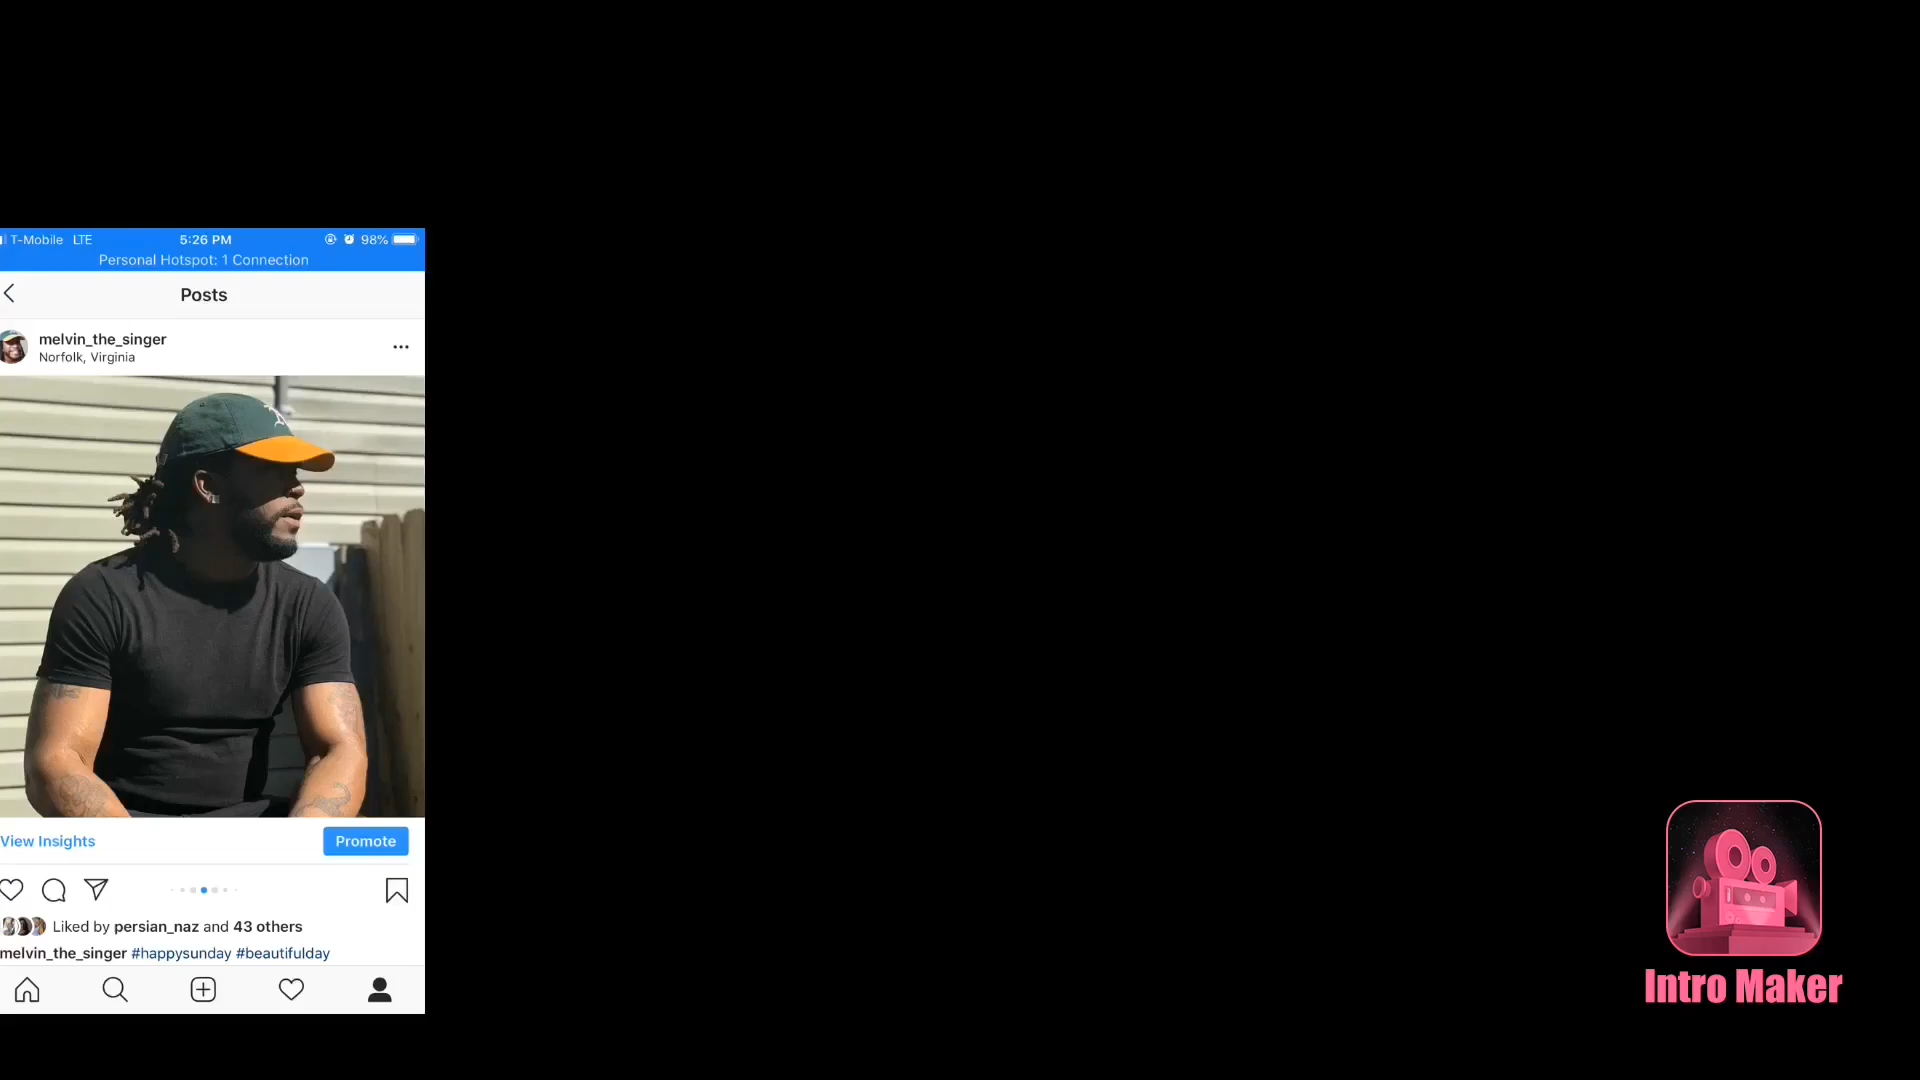 T-Mobile LTE 5:26 PM 98%
Personal Hotspot: 1 Connection
Posts
melvin_the_singer
Norfolk, Virginia
View Insights Promote
Liked by persian_naz and 43 others
melvin_the_singer #happysunday #beautifulday
Intro Maker